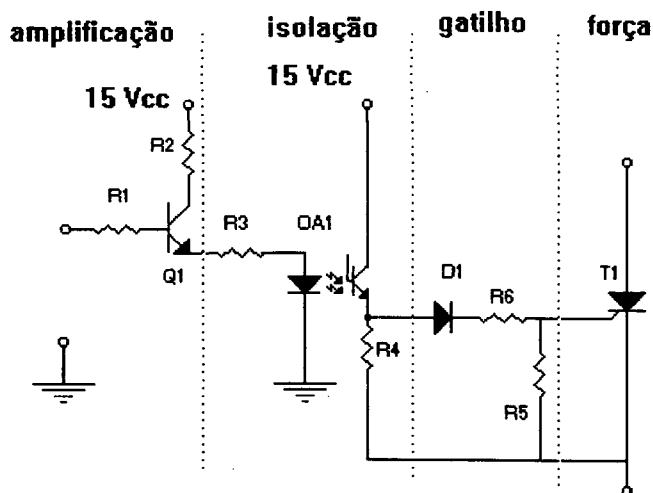 amplificação
isolação
gatilho
força
15 Vcc
15 Vcc
R2
R1
R3
OA1
Q1
D1
R6
T1
R4
R5